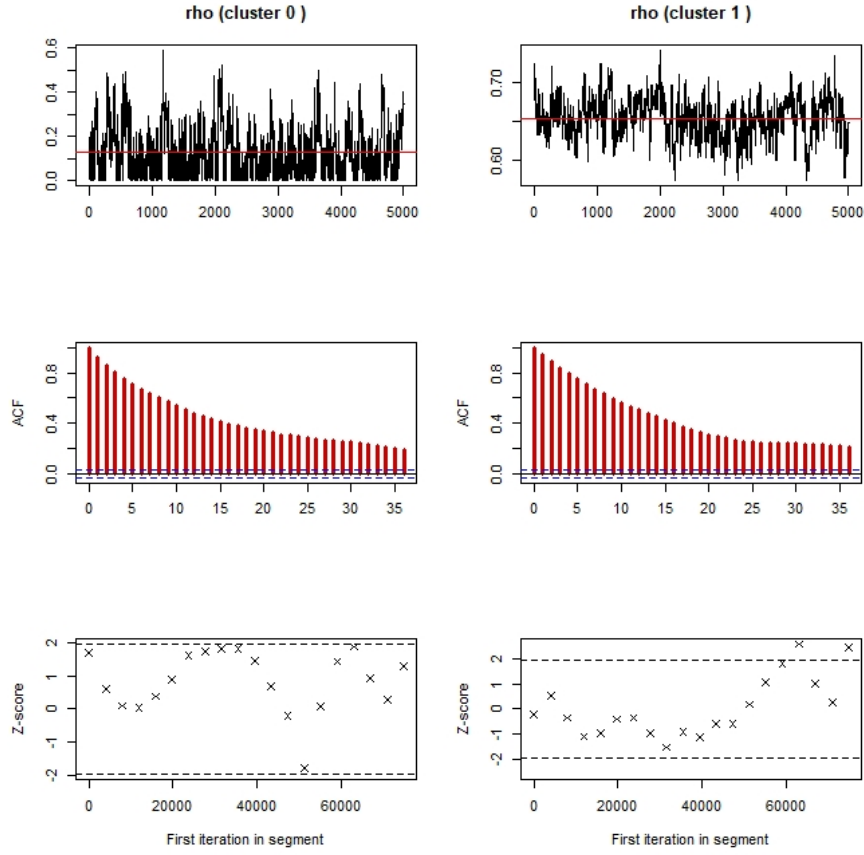 rho (cluster 0 )
0.6
0.4
0.2
0.0
0 1000 2000 3000 4000 5000
rho (cluster 1 )
0.70
0.60
0 1000 2000 3000 4000 5000
ACF
0.8
0.4
0.0
0 5 10 15 20 25 30 35
ACF
0.8
0.4
0.0
0 5 10 15 20 25 30 35
Z-score
2
1
0
-1
-2
0 20000 40000 60000
First iteration in segment
Z-score
2
1
0
-1
-2
0 20000 40000 60000
First iteration in segment